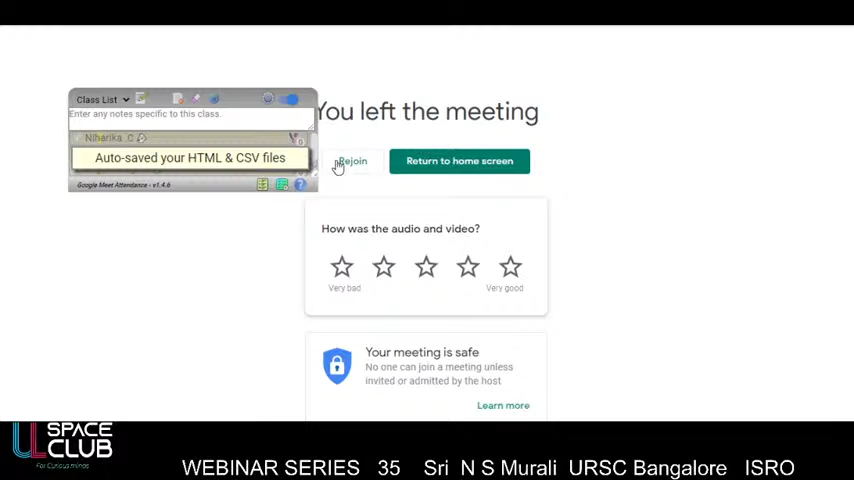 Class List
You left the meeting
Enter any notes specific to this class.
Niharika C
Auto-saved your HTML & CSV files
Google Meet Attendance - v1.4.6
Rejoin
Return to home screen
How was the audio and video?
Very bad
Very good
Your meeting is safe
No one can join a meeting unless
invited or admitted by the host
Learn more
UL SPACE
CLUB
For Curious minds
WEBINAR SERIES 35 Sri N S Murali URSC Bangalore ISRO